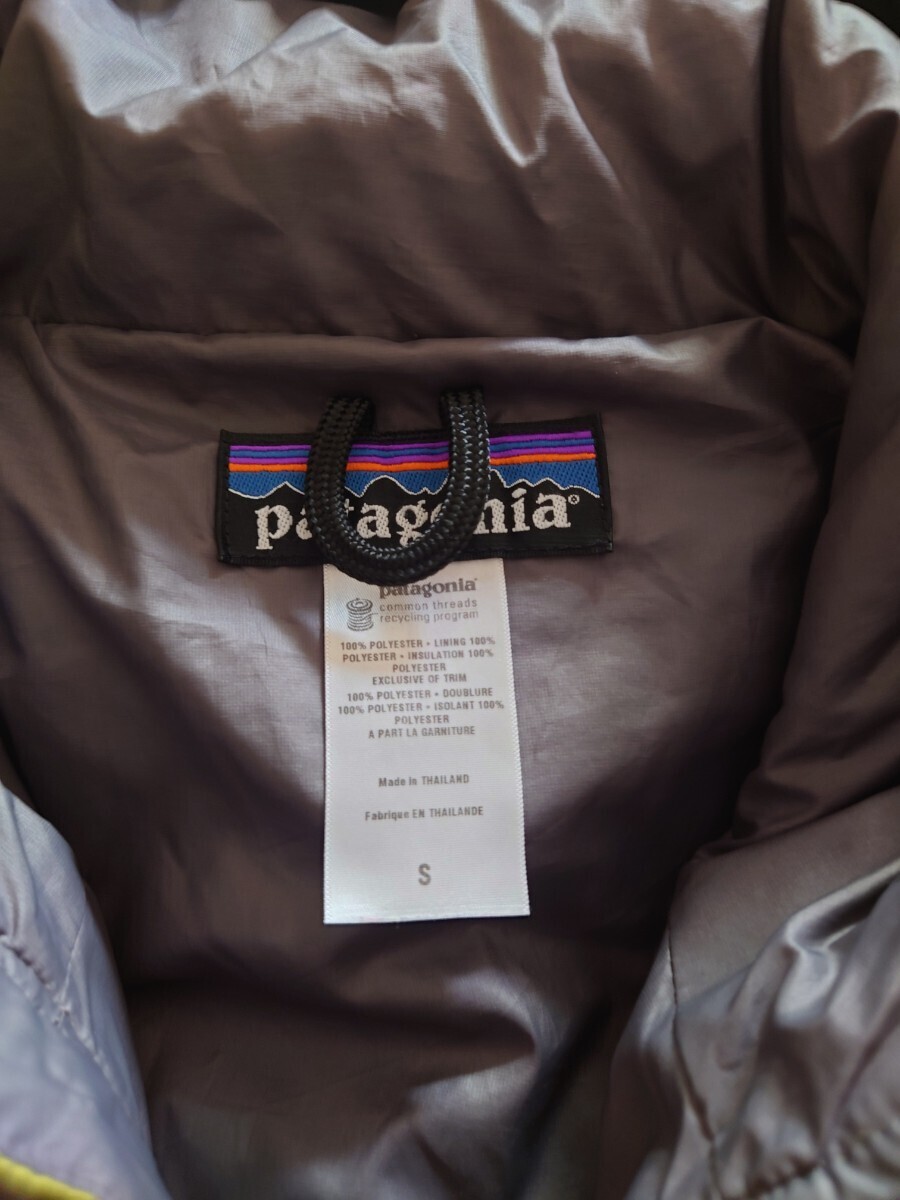 patagonia®
patagonia®
common threads
recycling program
100% POLYESTER • LINING 100%
POLYESTER • INSULATION 100%
POLYESTER
EXCLUSIVE OF TRIM
100% POLYESTER • DOUBLURE
100% POLYESTER • ISOLANT 100%
POLYESTER
A PART LA GARNITURE
Made in THAILAND
Fabrique EN THAILANDE
S